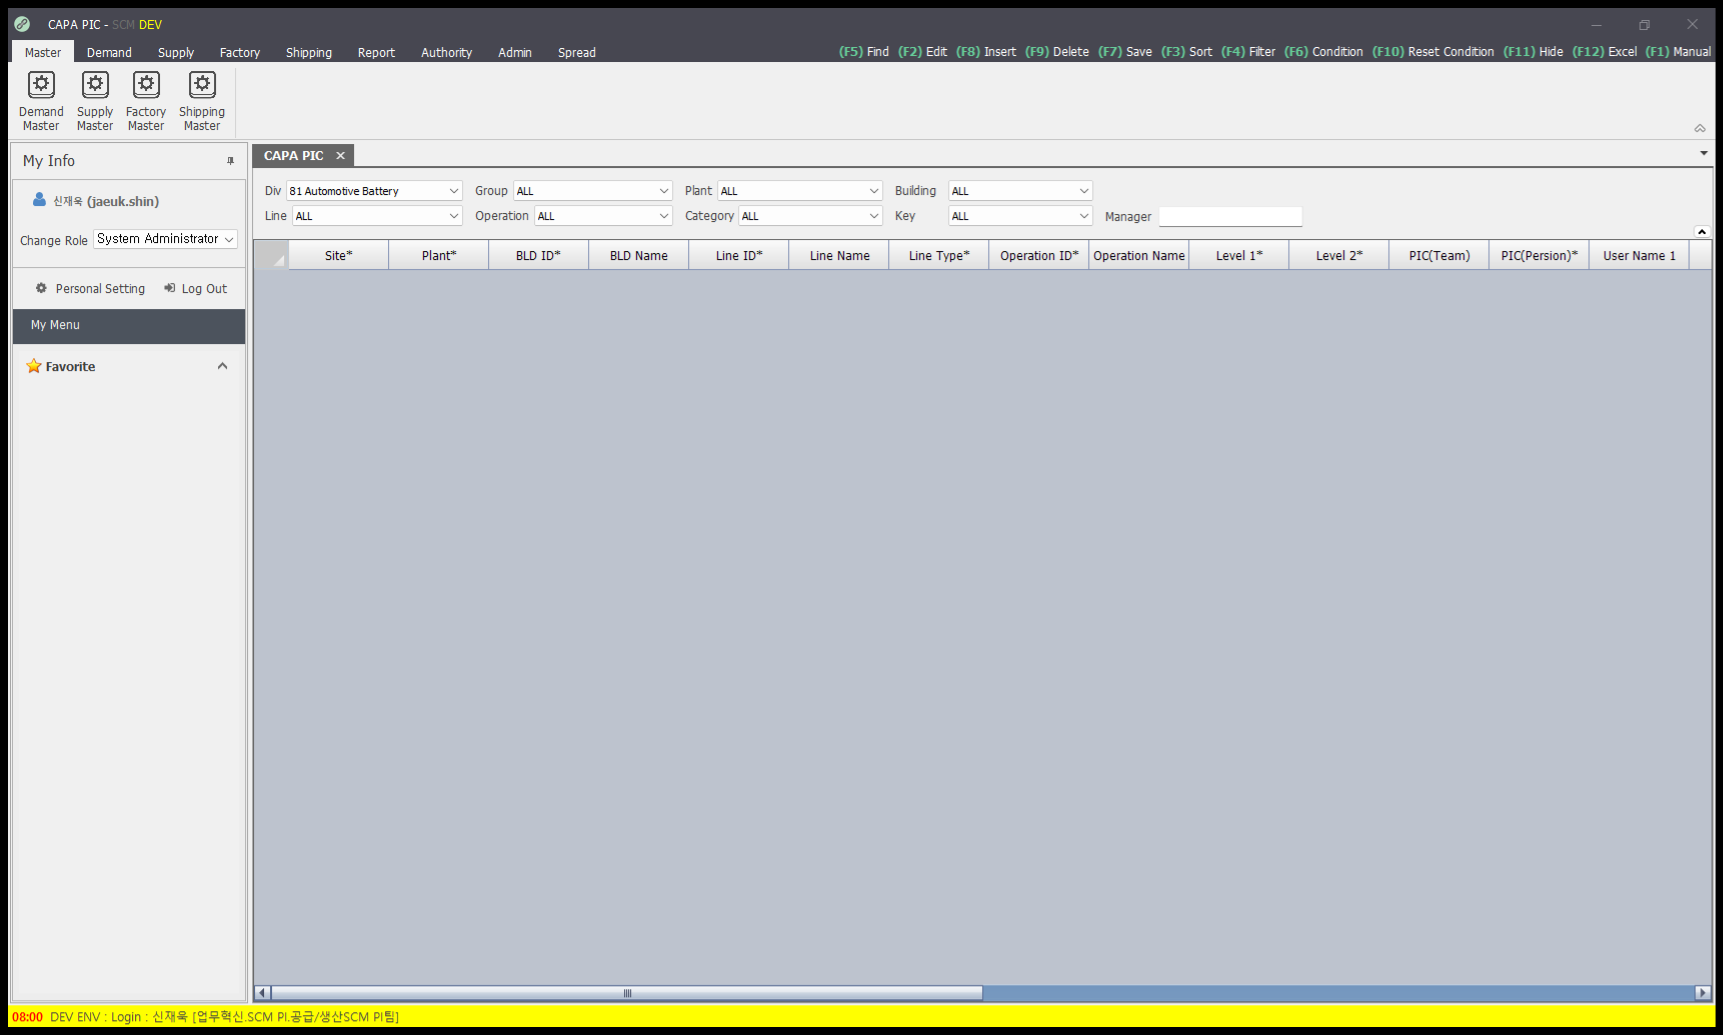 CAPA PIC - SCM DEV
Master Demand Supply Factory Shipping Report Authority Admin Spread (F5) Find (F2) Edit (F8) Insert (F9) Delete (F7) Save (F3) Sort (F4) Filter (F6) Condition (F10) Reset Condition (F11) Hide (F12) Excel (F1) Manual
Demand Master
Supply Master
Factory Master
Shipping Master
My Info
신재욱 (jaeuk.shin)
Change Role System Administrator
Personal Setting Log Out
My Menu
Favorite
CAPA PIC
Div 81 Automotive Battery Group ALL Plant ALL Building ALL
Line ALL Operation ALL Category ALL Key ALL Manager
Site* Plant* BLD ID* BLD Name Line ID* Line Name Line Type* Operation ID* Operation Name Level 1* Level 2* PIC(Team) PIC(Persion)* User Name 1
08:00 DEV ENV : Login : 신재욱 [업무혁신.SCM PI.공급/생산SCM PI팀]